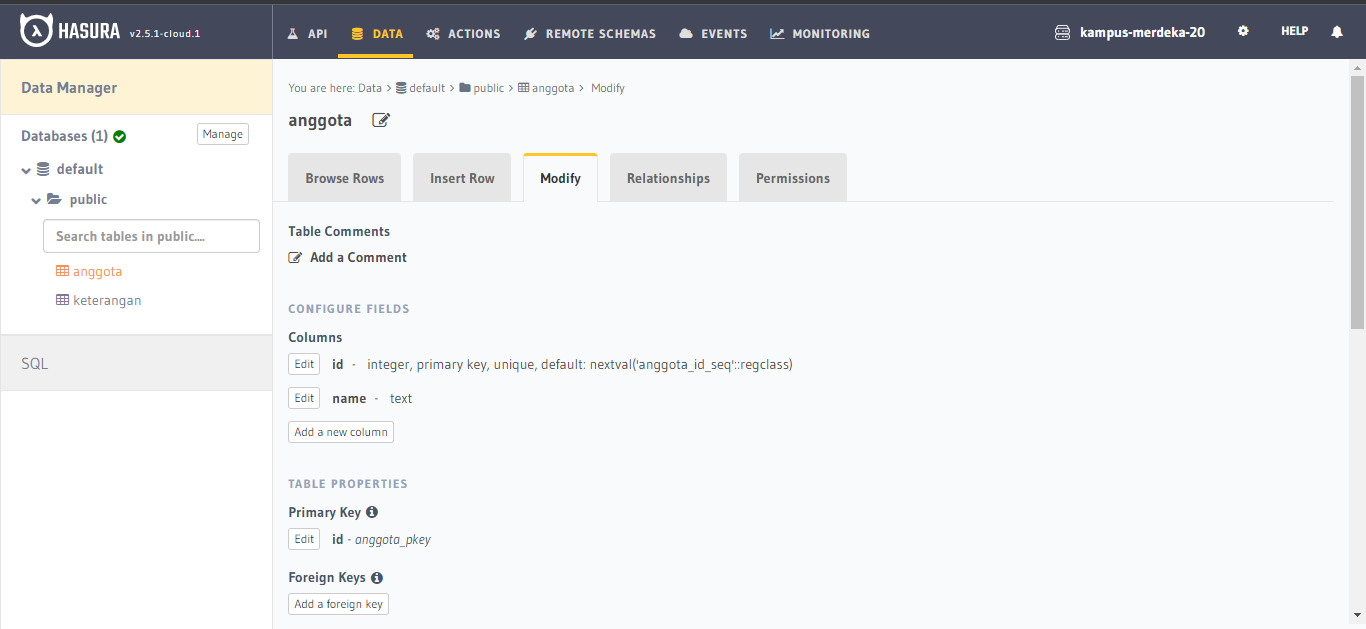 HASURA v2.5.1-cloud.1
API DATA ACTIONS REMOTE SCHEMAS EVENTS MONITORING
kampus-merdeka-20 HELP
Data Manager
Databases (1) Manage
default
public
Search tables in public....
anggota
keterangan
SQL
You are here: Data > default > public > anggota > Modify
anggota
Browse Rows Insert Row Modify Relationships Permissions
Table Comments
Add a Comment
CONFIGURE FIELDS
Columns
Edit id - integer, primary key, unique, default: nextval('anggota_id_seq'::regclass)
Edit name - text
Add a new column
TABLE PROPERTIES
Primary Key
Edit id - anggota_pkey
Foreign Keys
Add a foreign key